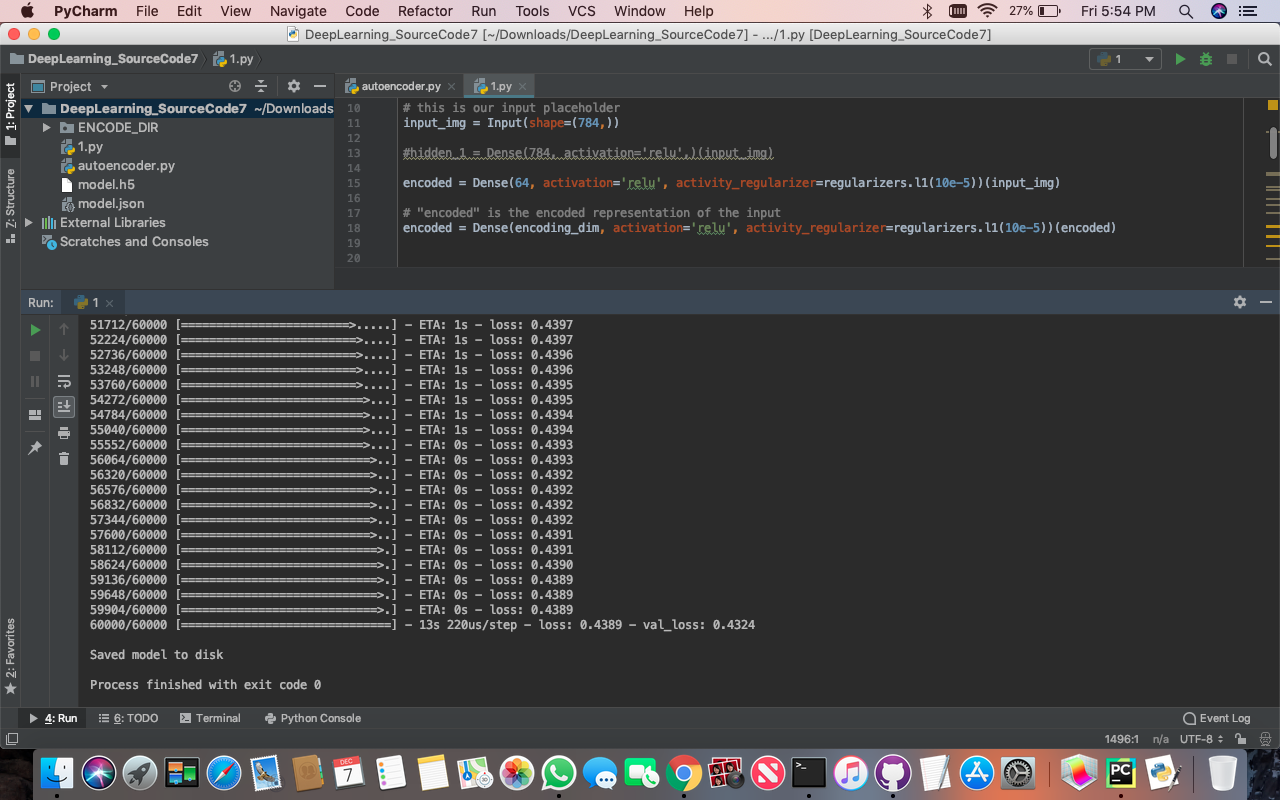 PyCharm File Edit View Navigate Code Refactor Run Tools VCS Window Help 27% Fri 5:54 PM
DeepLearning_SourceCode7 [~/Downloads/DeepLearning_SourceCode7] - .../1.py [DeepLearning_SourceCode7]
DeepLearning_SourceCode7 1.py 1
1: Project
Project
autoencoder.py 1.py
DeepLearning_SourceCode7 ~/Downloads
ENCODE_DIR
1.py
autoencoder.py
model.h5
model.json
External Libraries
Scratches and Consoles
Z: Structure
10 # this is our input placeholder
11 input_img = Input(shape=(784,))
12
13 #hidden_1 = Dense(784, activation='relu',)(input_img)
14
15 encoded = Dense(64, activation='relu', activity_regularizer=regularizers.l1(10e-5))(input_img)
16
17 # "encoded" is the encoded representation of the input
18 encoded = Dense(encoding_dim, activation='relu', activity_regularizer=regularizers.l1(10e-5))(encoded)
19
20
Run: 1
51712/60000 [========================>.....] - ETA: 1s - loss: 0.4397
52224/60000 [=========================>....] - ETA: 1s - loss: 0.4397
52736/60000 [=========================>....] - ETA: 1s - loss: 0.4396
53248/60000 [=========================>....] - ETA: 1s - loss: 0.4396
53760/60000 [=========================>....] - ETA: 1s - loss: 0.4395
54272/60000 [==========================>...] - ETA: 1s - loss: 0.4395
54784/60000 [==========================>...] - ETA: 1s - loss: 0.4394
55040/60000 [==========================>...] - ETA: 1s - loss: 0.4394
55552/60000 [==========================>...] - ETA: 0s - loss: 0.4393
56064/60000 [===========================>..] - ETA: 0s - loss: 0.4393
56320/60000 [===========================>..] - ETA: 0s - loss: 0.4392
56576/60000 [===========================>..] - ETA: 0s - loss: 0.4392
56832/60000 [===========================>..] - ETA: 0s - loss: 0.4392
57344/60000 [===========================>..] - ETA: 0s - loss: 0.4392
57600/60000 [===========================>..] - ETA: 0s - loss: 0.4391
58112/60000 [============================>.] - ETA: 0s - loss: 0.4391
58624/60000 [============================>.] - ETA: 0s - loss: 0.4390
59136/60000 [============================>.] - ETA: 0s - loss: 0.4389
59648/60000 [============================>.] - ETA: 0s - loss: 0.4389
59904/60000 [============================>.] - ETA: 0s - loss: 0.4389
60000/60000 [==============================] - 13s 220us/step - loss: 0.4389 - val_loss: 0.4324
Saved model to disk
Process finished with exit code 0
2: Favorites
4: Run 6: TODO Terminal Python Console Event Log
1496:1 n/a UTF-8
DEC
7
PC